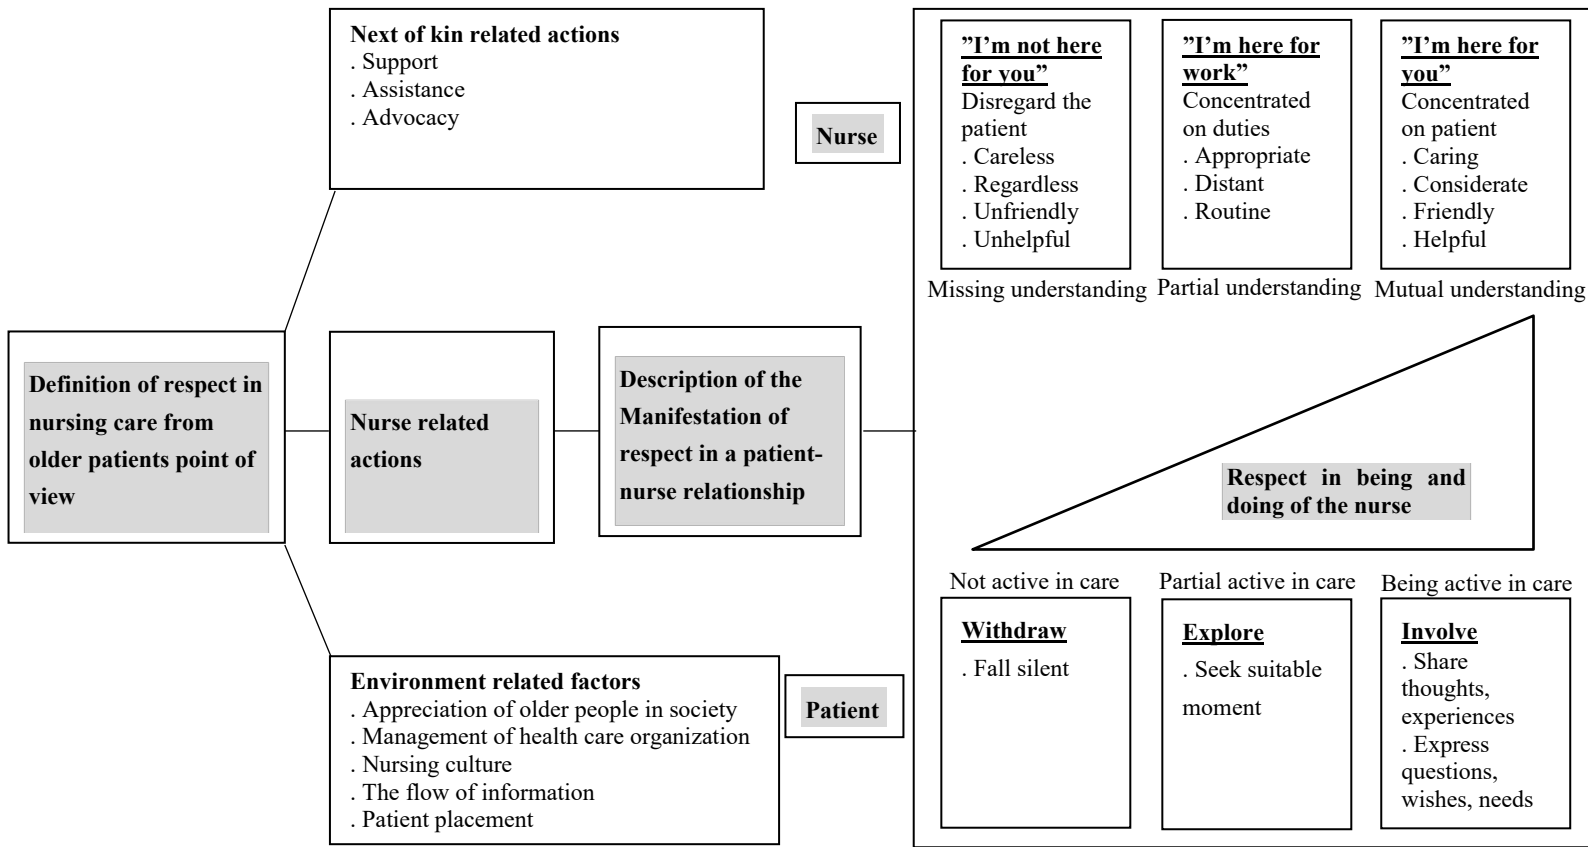 Next of kin related actions
. Support
. Assistance
. Advocacy
Nurse
”I’m not here
for you”
Disregard the
patient
. Careless
. Regardless
. Unfriendly
. Unhelpful
”I’m here for
work”
Concentrated
on duties
. Appropriate
. Distant
. Routine
”I’m here for
you”
Concentrated
on patient
. Caring
. Considerate
. Friendly
. Helpful
Missing understanding
Partial understanding
Mutual understanding
Definition of respect in
nursing care from
older patients point of
view
Nurse related
actions
Description of the
Manifestation of
respect in a patient-
nurse relationship
Respect in being and
doing of the nurse
Environment related factors
. Appreciation of older people in society
. Management of health care organization
. Nursing culture
. The flow of information
. Patient placement
Patient
Not active in care
Partial active in care
Being active in care
Withdraw
. Fall silent
Explore
. Seek suitable
moment
Involve
. Share
thoughts,
experiences
. Express
questions,
wishes, needs